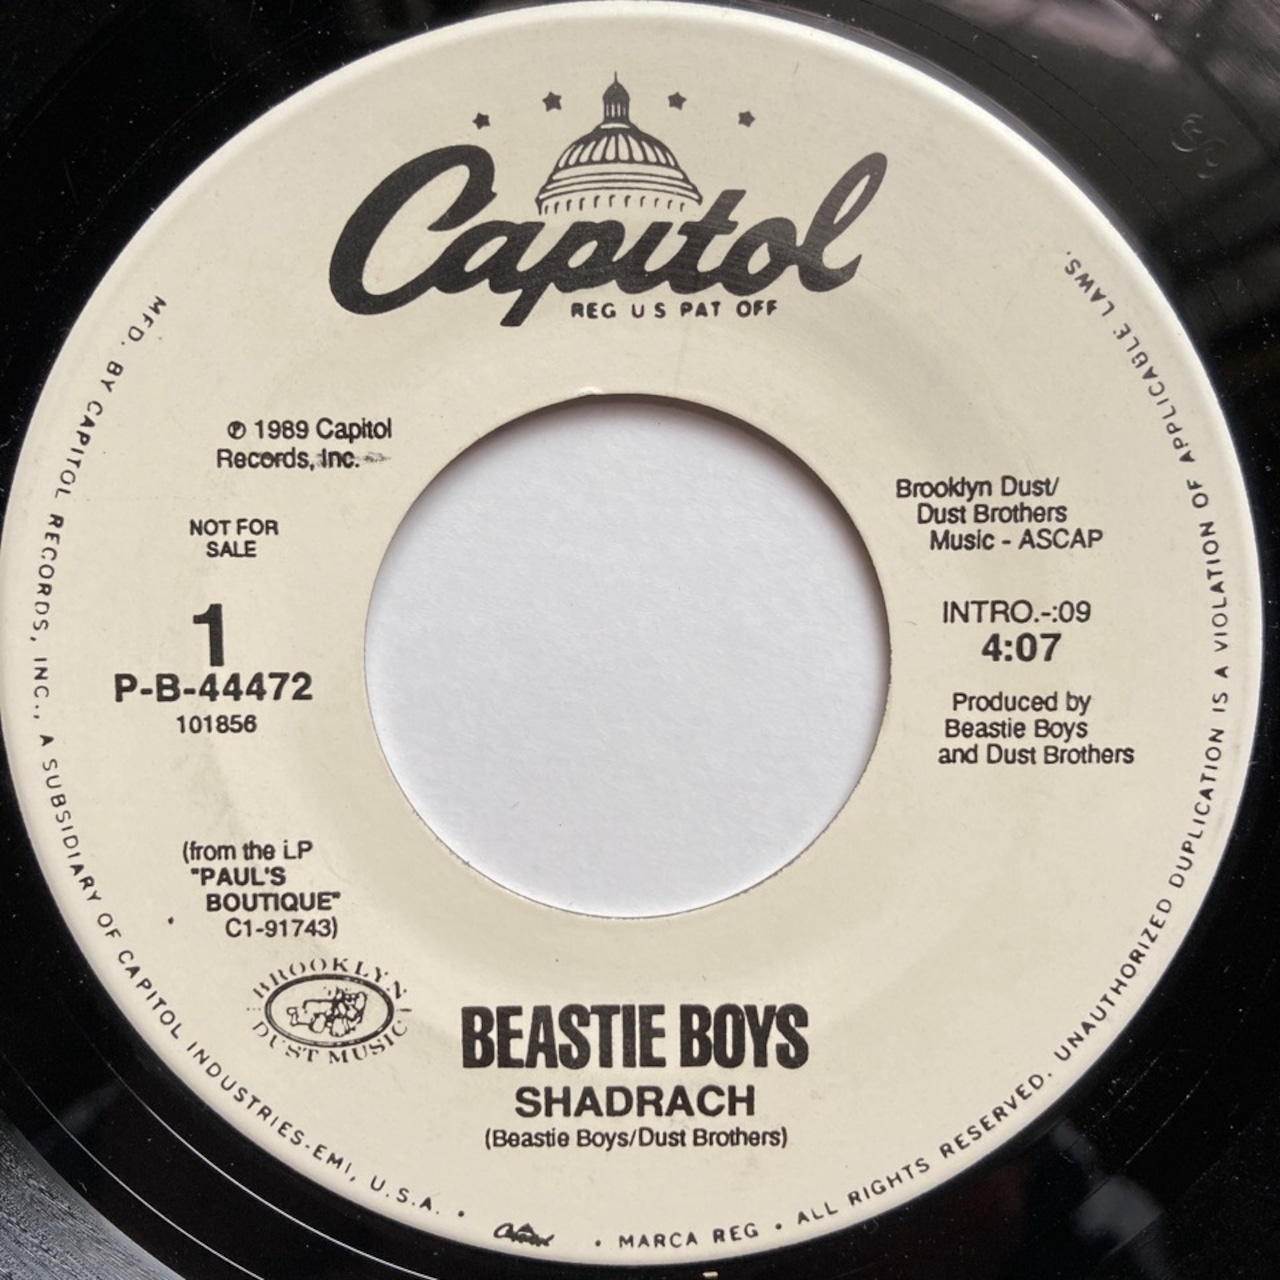 Capitol
REG U S PAT OFF
℗ 1989 Capitol
Records, Inc.
NOT FOR
SALE
1
P-B-44472
101856
(from the LP
"PAUL'S
BOUTIQUE"
C1-91743)
BROOKLYN
DUST MUSIC
Brooklyn Dust/
Dust Brothers
Music - ASCAP
INTRO.-:09
4:07
Produced by
Beastie Boys
and Dust Brothers
BEASTIE BOYS
SHADRACH
(Beastie Boys/Dust Brothers)
MFD. BY CAPITOL RECORDS, INC., A SUBSIDIARY OF CAPITOL INDUSTRIES-EMI, U.S.A. • Capitol • MARCA REG • ALL RIGHTS RESERVED. UNAUTHORIZED DUPLICATION IS A VIOLATION OF APPLICABLE LAWS.